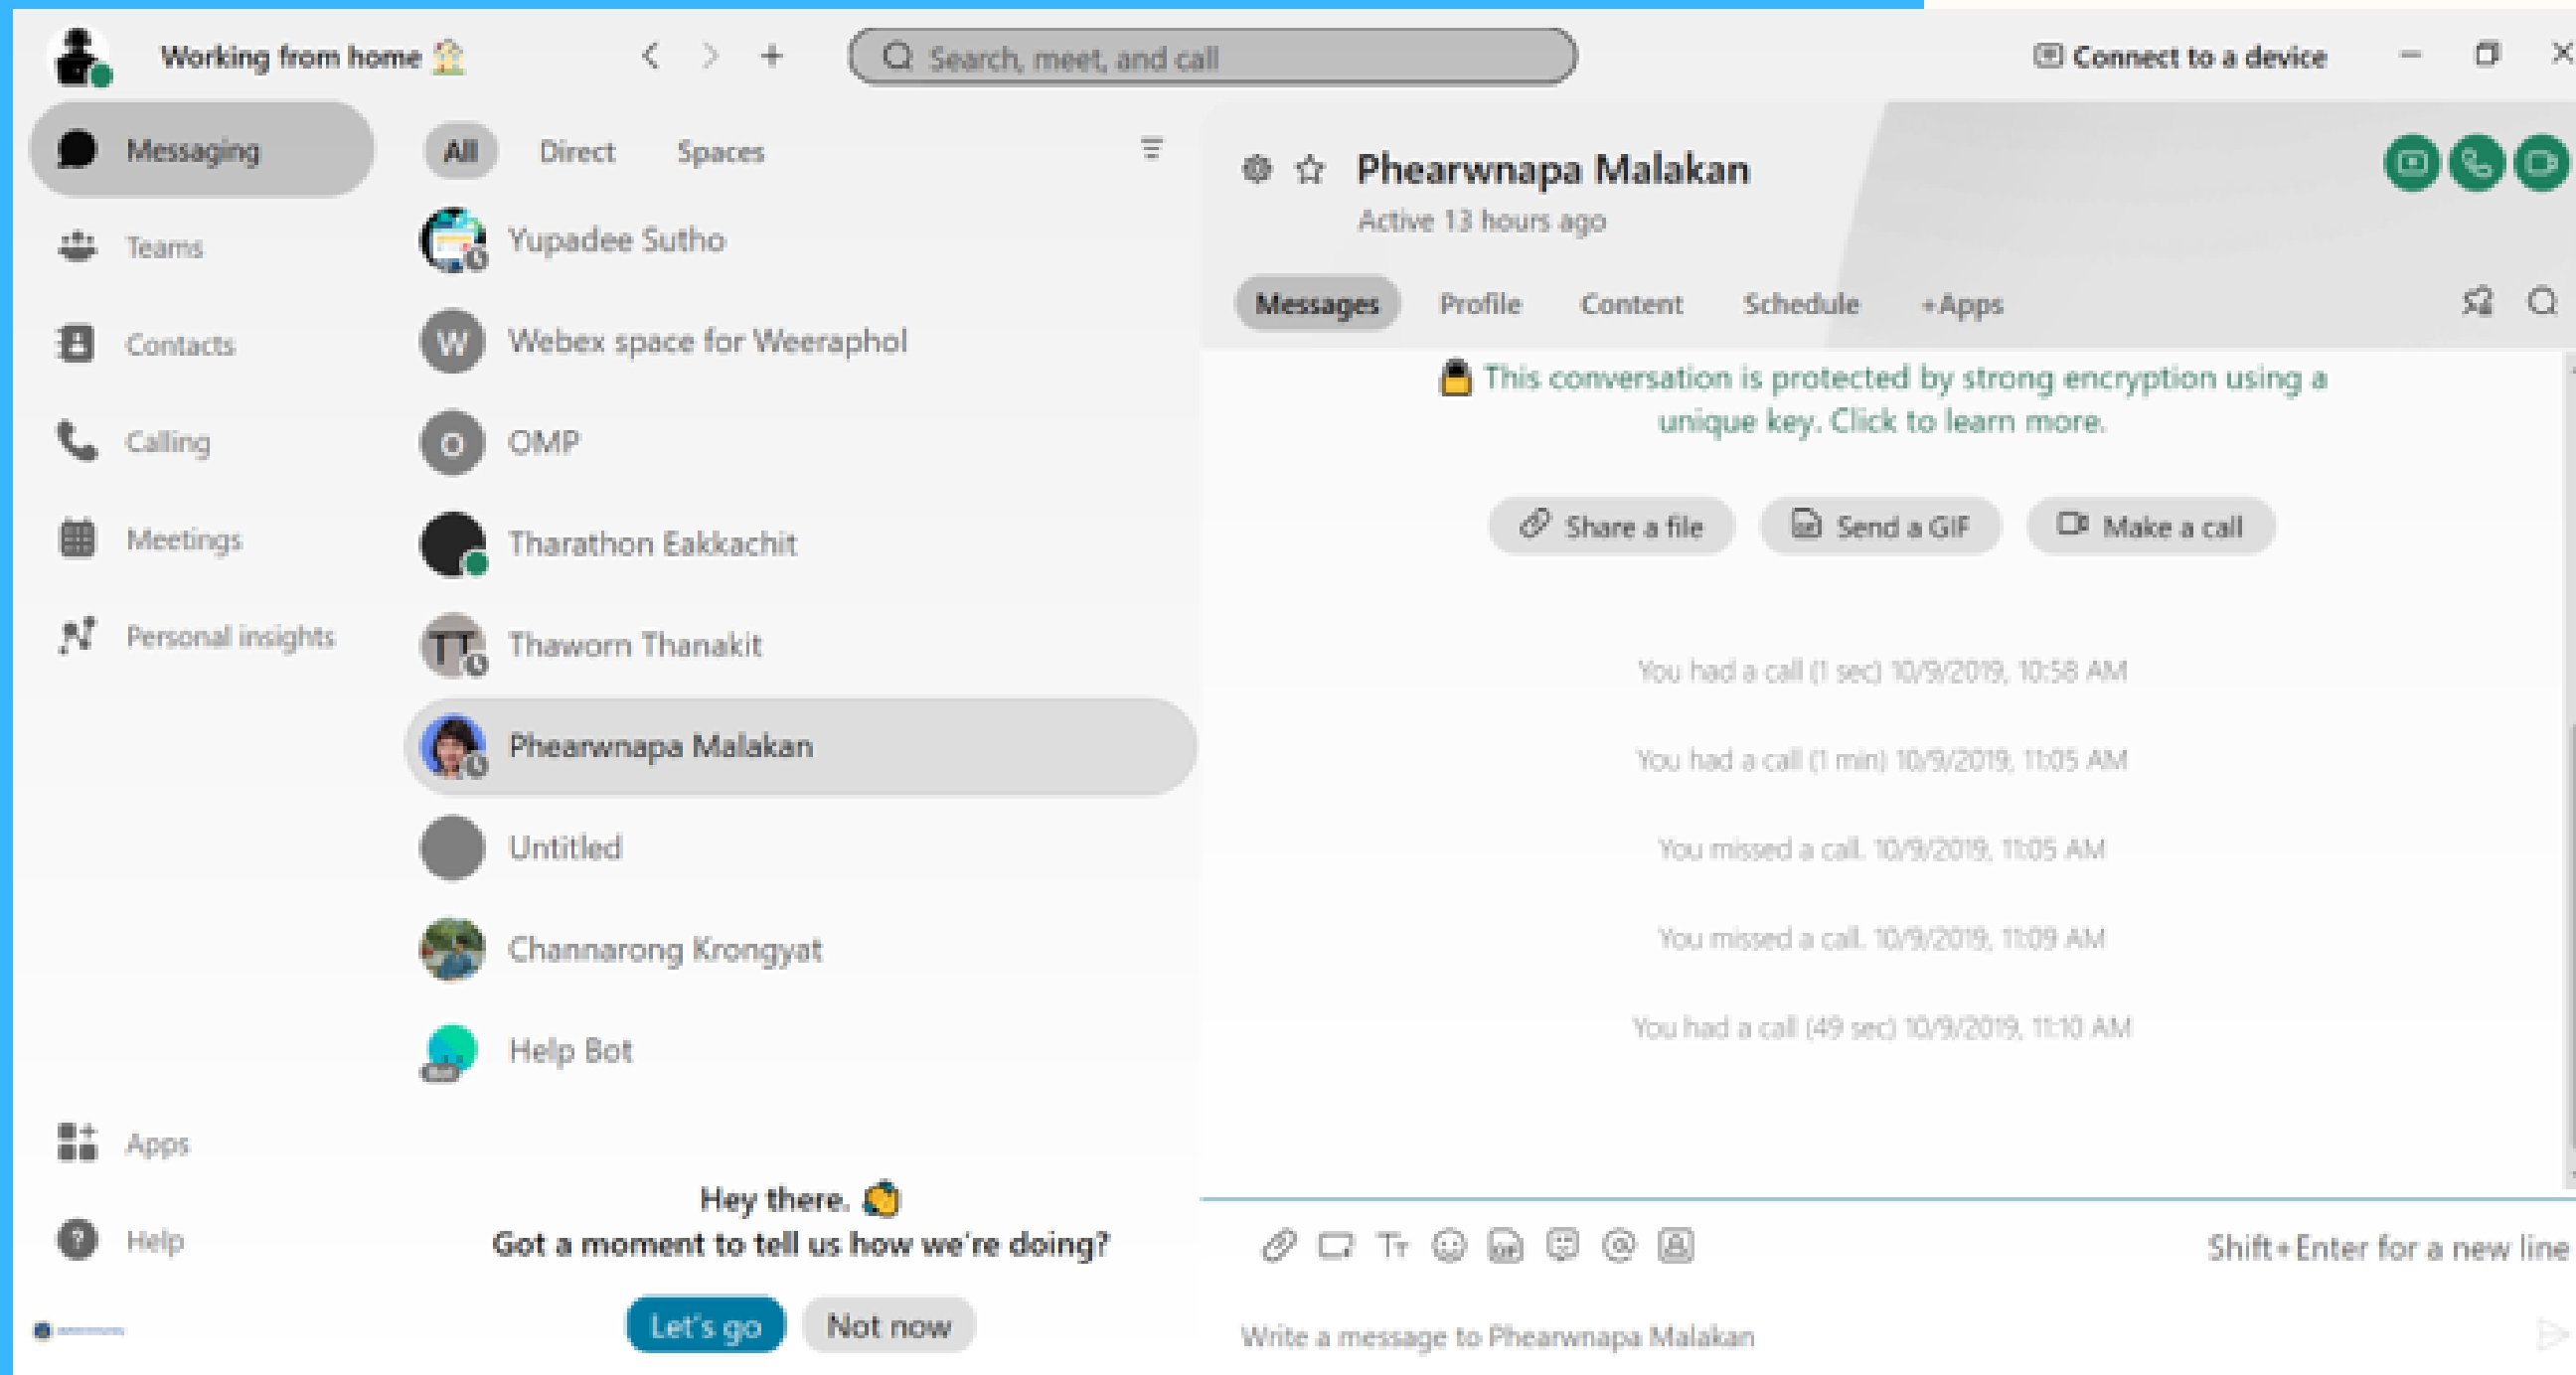 Working from home
Search, meet, and call
Connect to a device
Messaging
Teams
Contacts
Calling
Meetings
Personal insights
Apps
Help
All Direct Spaces
Yupadee Sutho
W Webex space for Weeraphol
O OMP
Tharathon Eakkachit
TT Thaworn Thanakit
Phearwnapa Malakan
Untitled
Channarong Krongyat
Help Bot
Hey there.
Got a moment to tell us how we're doing?
Let's go Not now
Phearwnapa Malakan
Active 13 hours ago
Messages Profile Content Schedule +Apps
This conversation is protected by strong encryption using a
unique key. Click to learn more.
Share a file Send a GIF Make a call
You had a call (1 sec) 10/9/2019, 10:58 AM
You had a call (1 min) 10/9/2019, 11:05 AM
You missed a call. 10/9/2019, 11:05 AM
You missed a call. 10/9/2019, 11:09 AM
You had a call (49 sec) 10/9/2019, 11:10 AM
Shift+Enter for a new line
Write a message to Phearwnapa Malakan